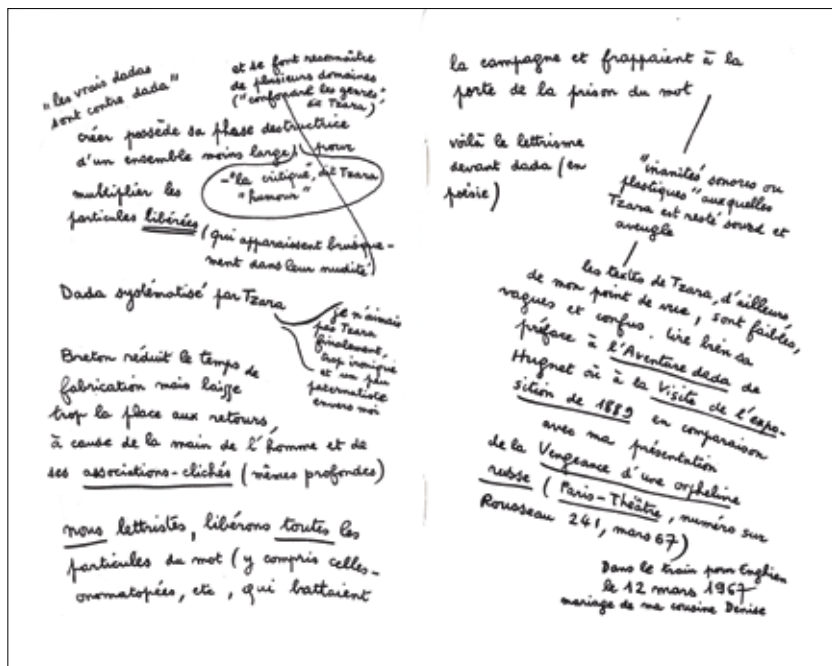 "les vrais dadas
sont contre dada"
et se font reconnaître
de plusieurs domaines
("confondant les genres"
de Tzara)
créer possède sa phase destructrice
d'un ensemble moins large, pour
– "la critique, dit Tzara
"humour"
multiplier les
particules libérées (qui apparaissent brusque-
ment dans leur nudité)
Dada systématisé par Tzara
je n'aimais
pas Tzara
finalement,
trop ironique
et un peu
paternaliste
envers moi
Breton réduit le temps de
fabrication mais laisse
trop la place aux retours,
à cause de la main de l'homme et de
ses associations-clichés (mêmes profondes)
nous lettristes, libérons toutes les
particules du mot (y compris celles-
onomatopées, etc, qui battaient
la campagne et frappaient à la
porte de la prison du mot
voilà le lettrisme
devant dada (en
poésie)
"inanités sonores ou
plastiques" auxquelles
Tzara est resté sourd et
aveugle
les textes de Tzara, d'ailleurs
de mon point de vue, sont faibles,
vagues et confus. lire bien sa
préface à l'Aventure dada de
Hugnet où à la Visite de l'expo-
sition de 1889 en comparaison
avec ma présentation
de la Vengeance d'une orpheline
russe (Paris-Théâtre, numéro sur
Rousseau 241, mars 67)
Dans le train pour Enghien
le 12 mars 1967
mariage de ma cousine Denise